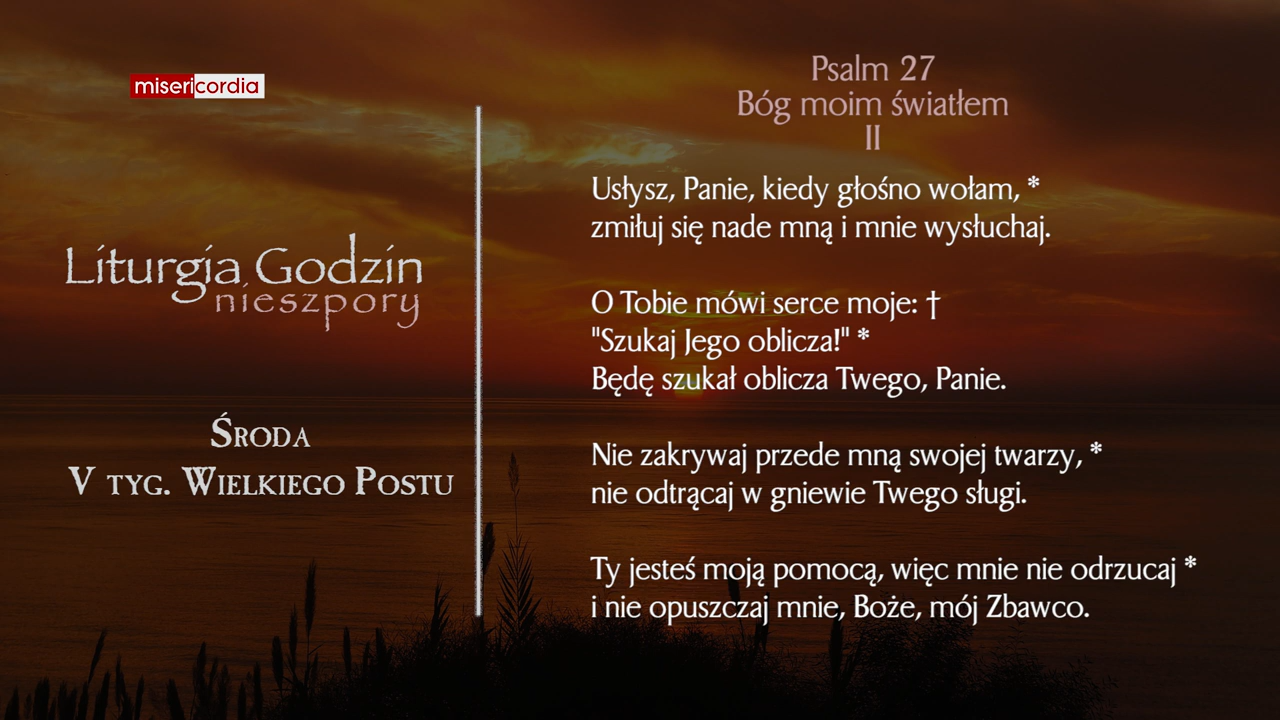 misericordia
Liturgia Godzin
nieszpory
Środa
V tyg. Wielkiego Postu
Psalm 27
Bóg moim światłem
II
Usłysz, Panie, kiedy głośno wołam, *
zmiłuj się nade mną i mnie wysłuchaj.
O Tobie mówi serce moje: †
"Szukaj Jego oblicza!" *
Będę szukał oblicza Twego, Panie.
Nie zakrywaj przede mną swojej twarzy, *
nie odtrącaj w gniewie Twego sługi.
Ty jesteś moją pomocą, więc mnie nie odrzucaj *
i nie opuszczaj mnie, Boże, mój Zbawco.